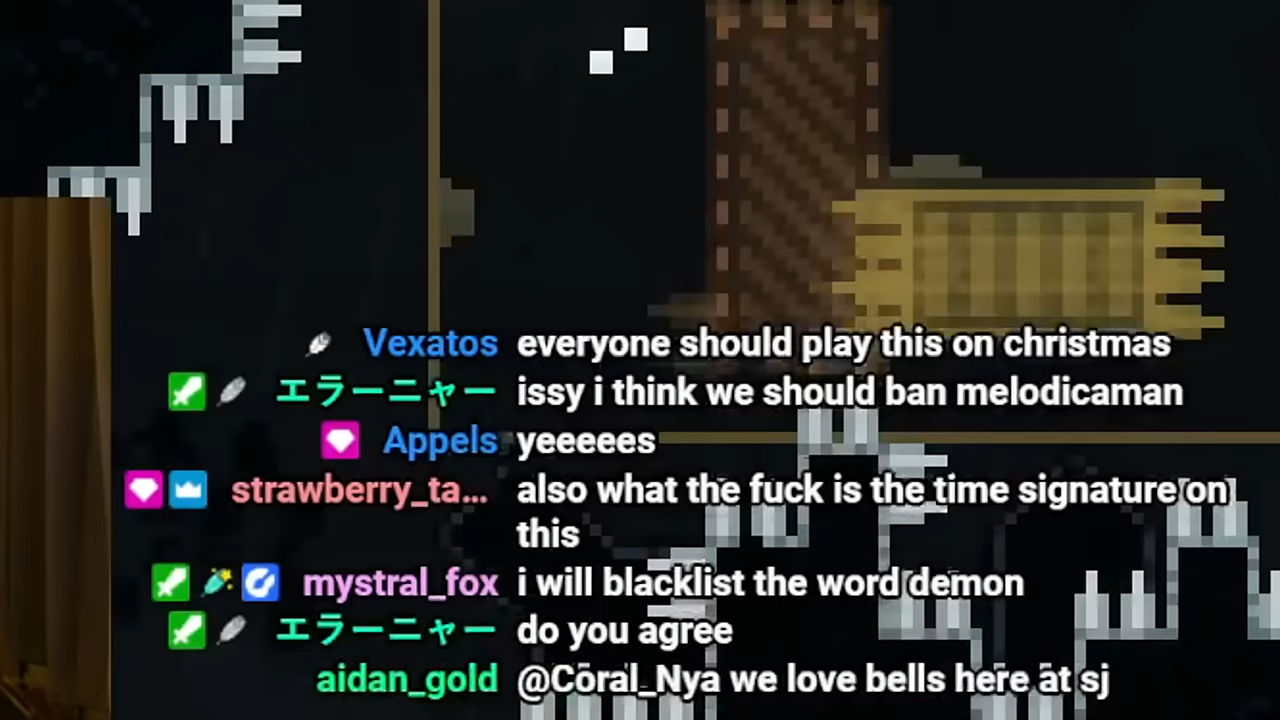 Vexatos everyone should play this on christmas
エラーニャー issy i think we should ban melodicaman
Appels yeeeees
strawberry_ta... also what the fuck is the time signature on
this
mystral_fox i will blacklist the word demon
エラーニャー do you agree
aidan_gold @Coral_Nya we love bells here at sj